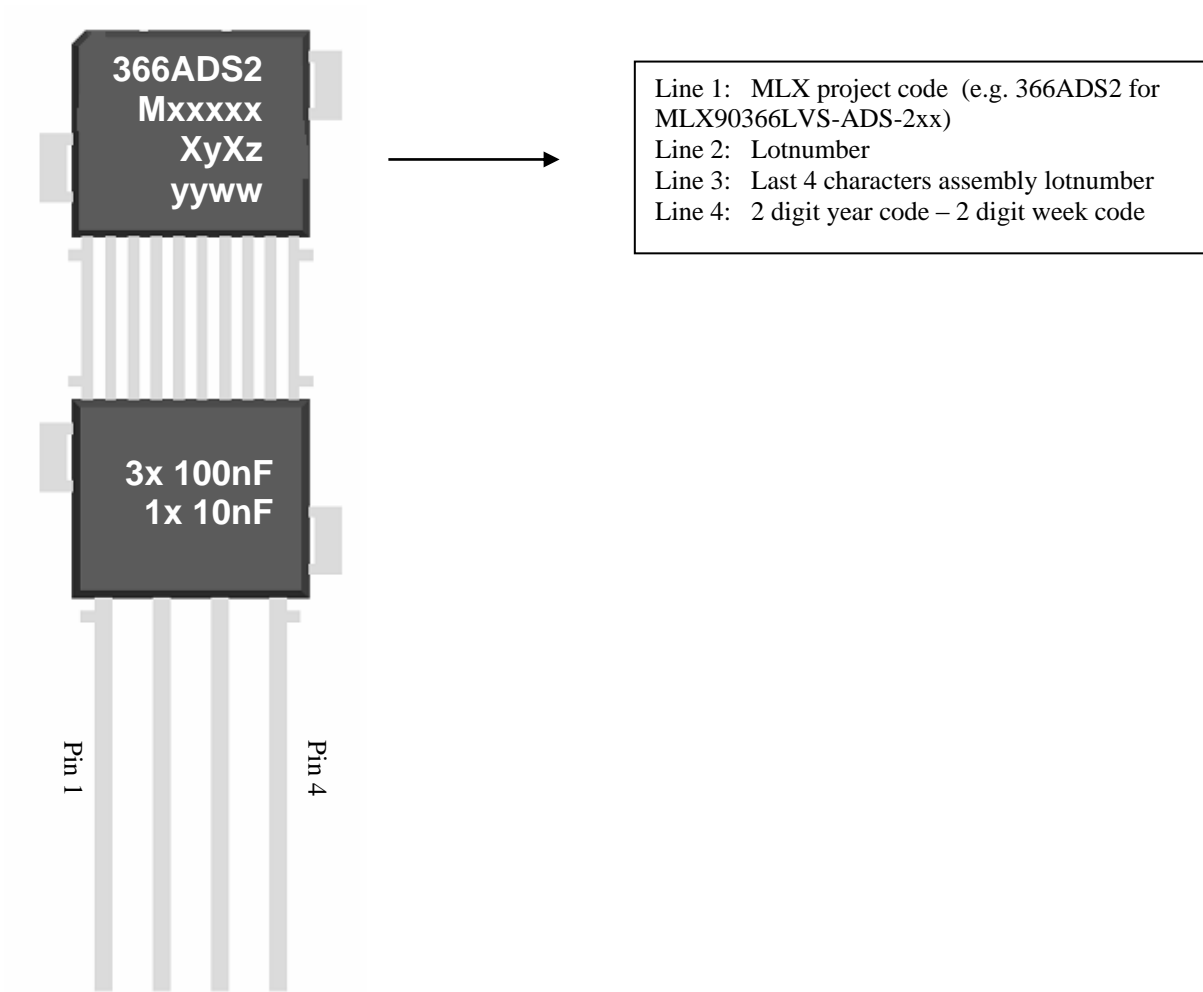 366ADS2
Mxxxxx
XyXz
yyww
Line 1: MLX project code (e.g. 366ADS2 for
MLX90366LVS-ADS-2xx)
Line 2: Lotnumber
Line 3: Last 4 characters assembly lotnumber
Line 4: 2 digit year code – 2 digit week code
3x 100nF
1x 10nF
Pin 1
Pin 4